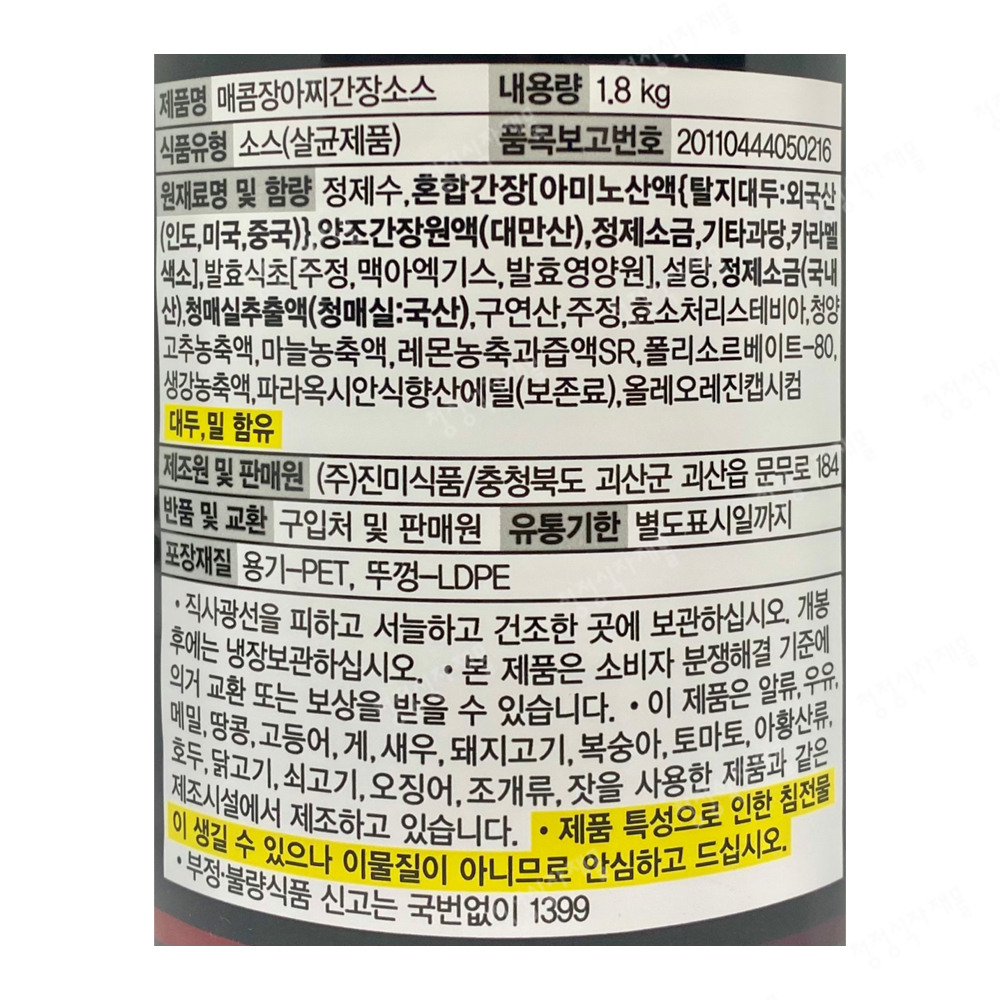 제품명 매콤장아찌간장소스 내용량 1.8 kg
식품유형 소스(살균제품) 품목보고번호 20110444050216
원재료명 및 함량 정제수,혼합간장[아미노산액{탈지대두:외국산
(인도,미국,중국)},양조간장원액(대만산),정제소금,기타과당,카라멜
색소],발효식초[주정,맥아엑기스,발효영양원],설탕,정제소금(국내
산),청매실추출액(청매실:국산),구연산,주정,효소처리스테비아,청양
고추농축액,마늘농축액,레몬농축과즙액SR,폴리소르베이트-80,
생강농축액,파라옥시안식향산에틸(보존료),올레오레진캡시컴
대두,밀 함유
제조원 및 판매원 (주)진미식품/충청북도 괴산군 괴산읍 문무로 184
반품 및 교환 구입처 및 판매원 유통기한 별도표시일까지
포장재질 용기-PET, 뚜껑-LDPE
•직사광선을 피하고 서늘하고 건조한 곳에 보관하십시오. 개봉
후에는 냉장보관하십시오. •본 제품은 소비자 분쟁해결 기준에
의거 교환 또는 보상을 받을 수 있습니다. •이 제품은 알류,우유,
메밀,땅콩,고등어,게,새우,돼지고기,복숭아,토마토,아황산류,
호두,닭고기,쇠고기,오징어,조개류,잣을 사용한 제품과 같은
제조시설에서 제조하고 있습니다. •제품 특성으로 인한 침전물
이 생길 수 있으나 이물질이 아니므로 안심하고 드십시오.
•부정·불량식품 신고는 국번없이 1399